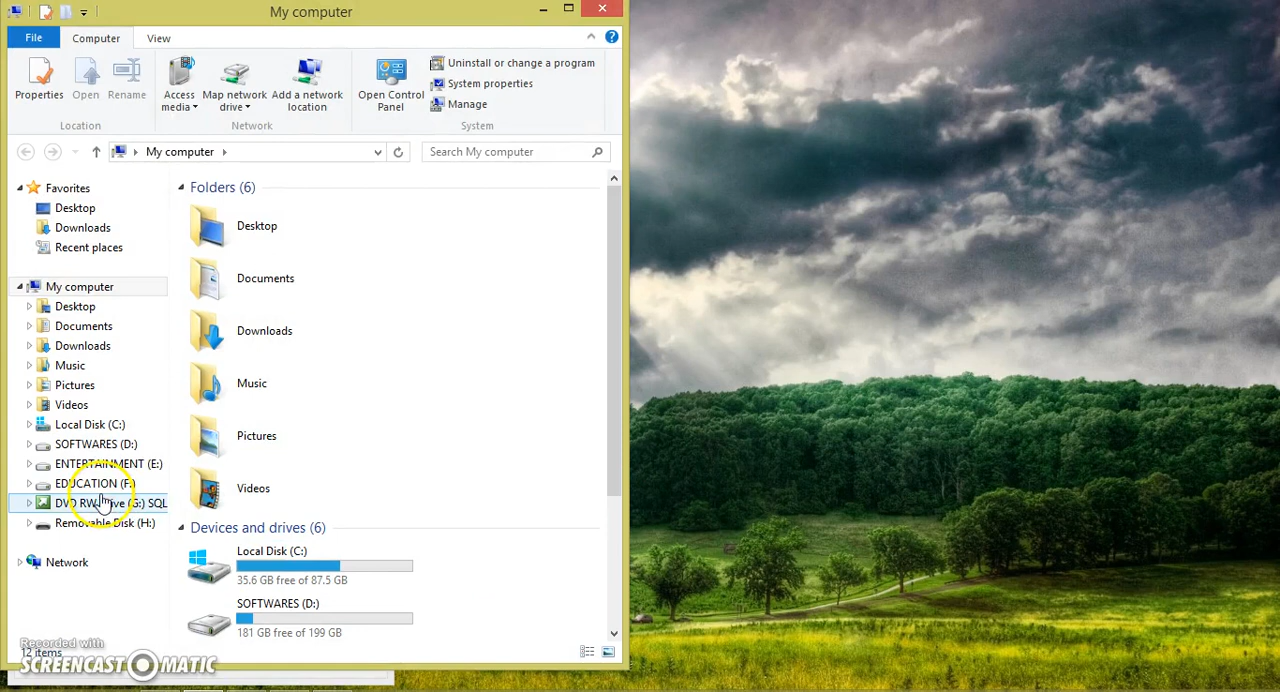 My computer
File
Computer
View
Properties
Open
Rename
Access media
Map network drive
Add a network location
Open Control Panel
Uninstall or change a program
System properties
Manage
Location
Network
System
My computer
Search My computer
Favorites
Desktop
Downloads
Recent places
My computer
Desktop
Documents
Downloads
Music
Pictures
Videos
Local Disk (C:)
SOFTWARES (D:)
ENTERTAINMENT (E:)
EDUCATION (F:)
DVD RW Drive (G:) SQL
Removable Disk (H:)
Network
Folders (6)
Desktop
Documents
Downloads
Music
Pictures
Videos
Devices and drives (6)
Local Disk (C:)
35.6 GB free of 87.5 GB
SOFTWARES (D:)
181 GB free of 199 GB
12 items
Recorded with
SCREENCAST-O-MATIC